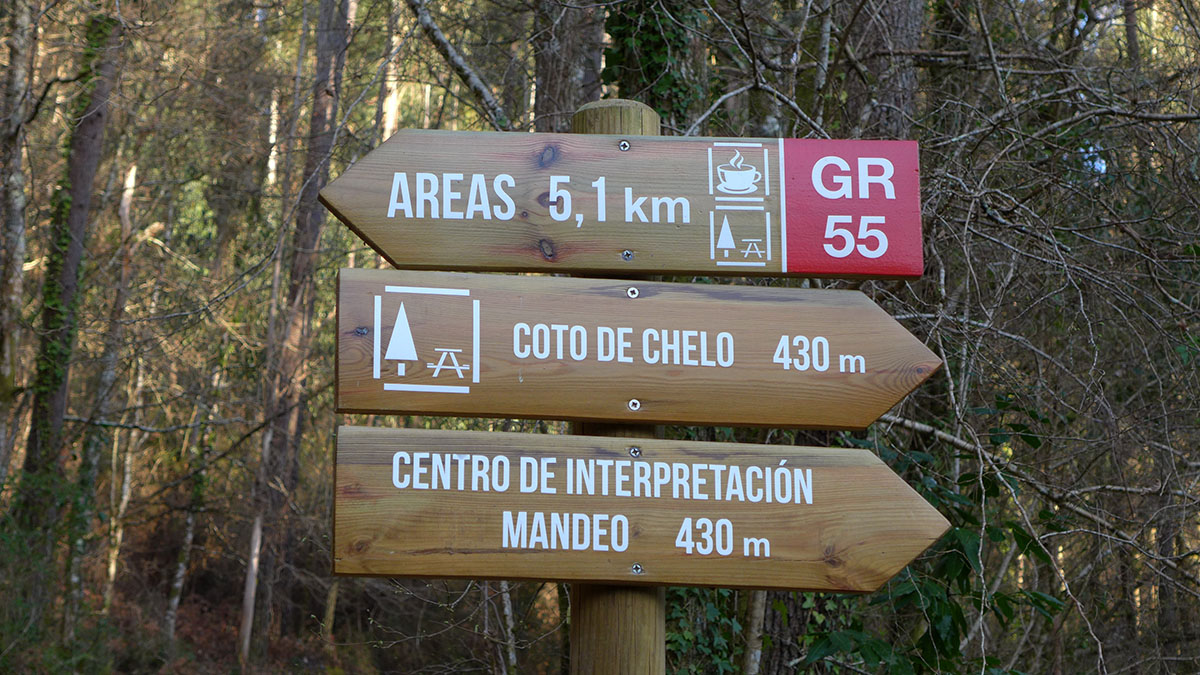 AREAS 5,1 km GR
55
COTO DE CHELO 430 m
CENTRO DE INTERPRETACIÓN
MANDEO 430 m